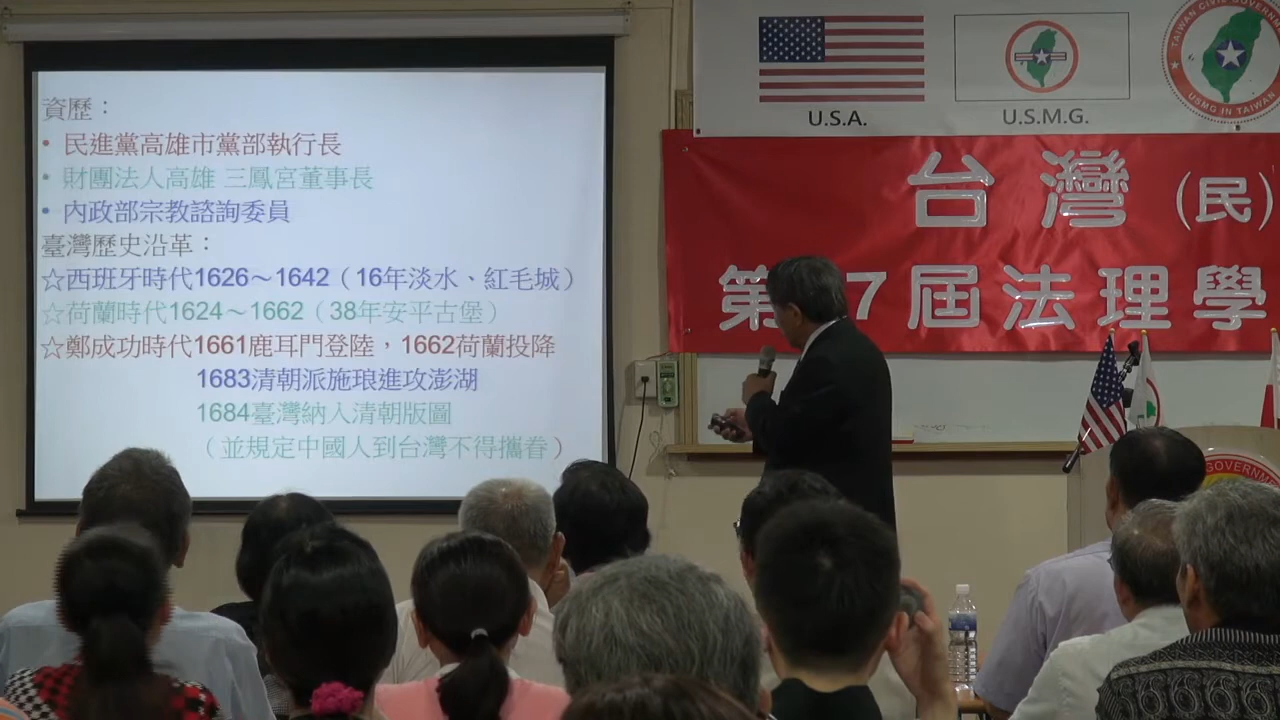 資歷：
• 民進黨高雄市黨部執行長
• 財團法人高雄 三鳳宮董事長
• 內政部宗教諮詢委員
臺灣歷史沿革：
☆西班牙時代1626～1642（16年淡水、紅毛城）
☆荷蘭時代1624～1662（38年安平古堡）
☆鄭成功時代1661鹿耳門登陸，1662荷蘭投降
1683清朝派施琅進攻澎湖
1684臺灣納入清朝版圖
（並規定中國人到台灣不得攜眷）
U.S.A.
U.S.M.G.
TAIWAN CIVIL GOVERN
USMG IN TAIWAN
台灣(民)
第 7屆法理學
GOVERNM